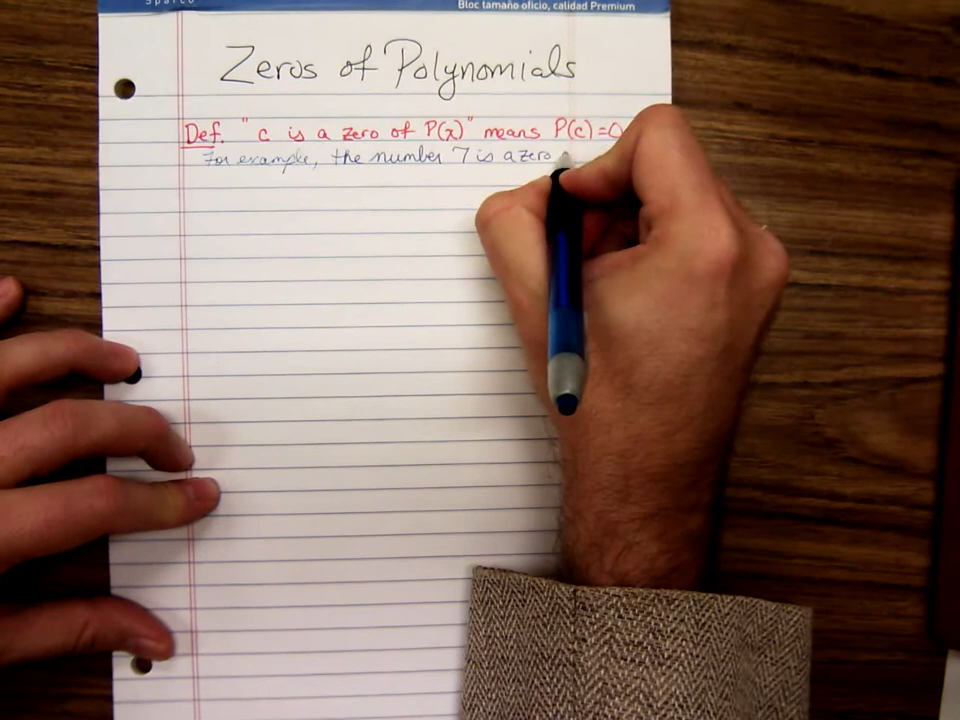 Bloc tamaño oficio, calidad Premium
Zeros of Polynomials
Def. "c is a zero of P(x)" means P(c)=0
For example, the number 7 is a zero